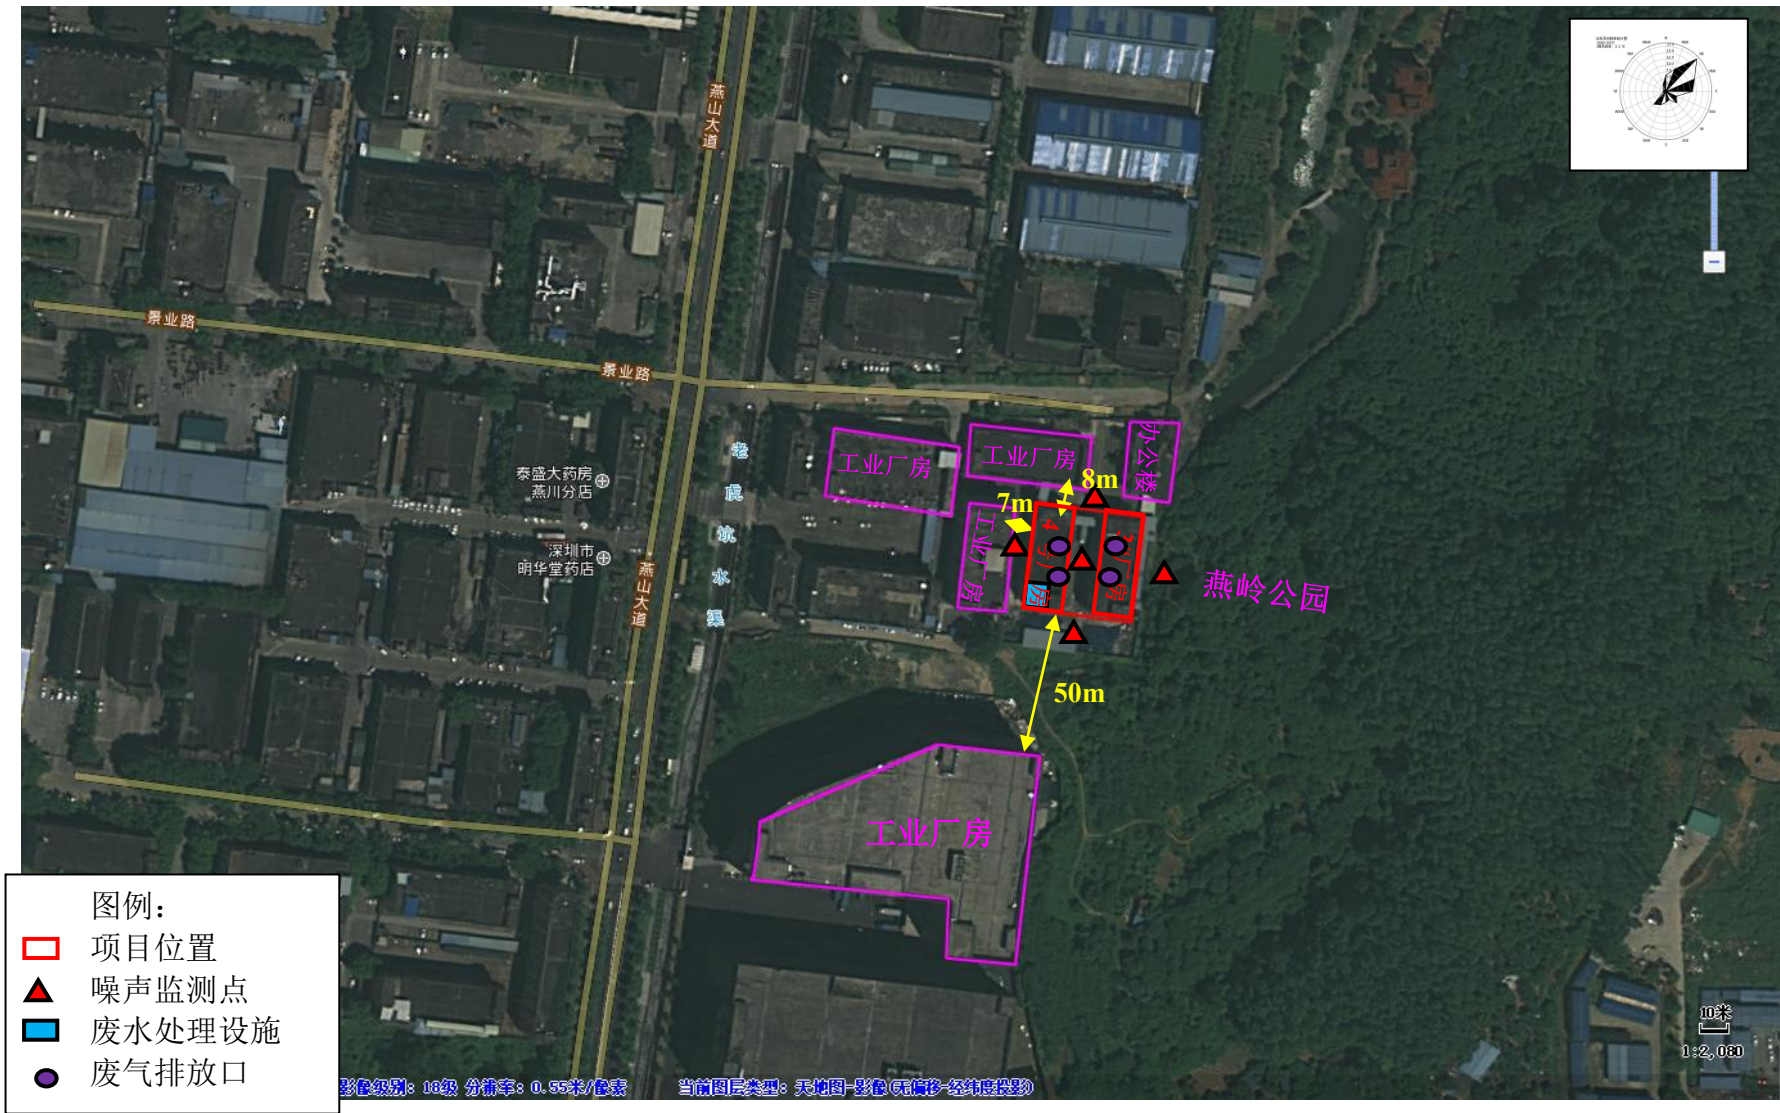 燕山大道
景业路
景业路
老虎坑水渠
泰盛大药房
燕川分店
深圳市
明华堂药店
燕山大道
工业厂房
工业厂房
办公楼
8m
7m
工业厂房
燕岭公园
50m
工业厂房
图例：
项目位置
噪声监测点
废水处理设施
废气排放口
影像级别：18级 分辨率：0.55米/像素
当前图层类型：天地图-影像(无偏移-经纬度投影)
10米
1:2,080